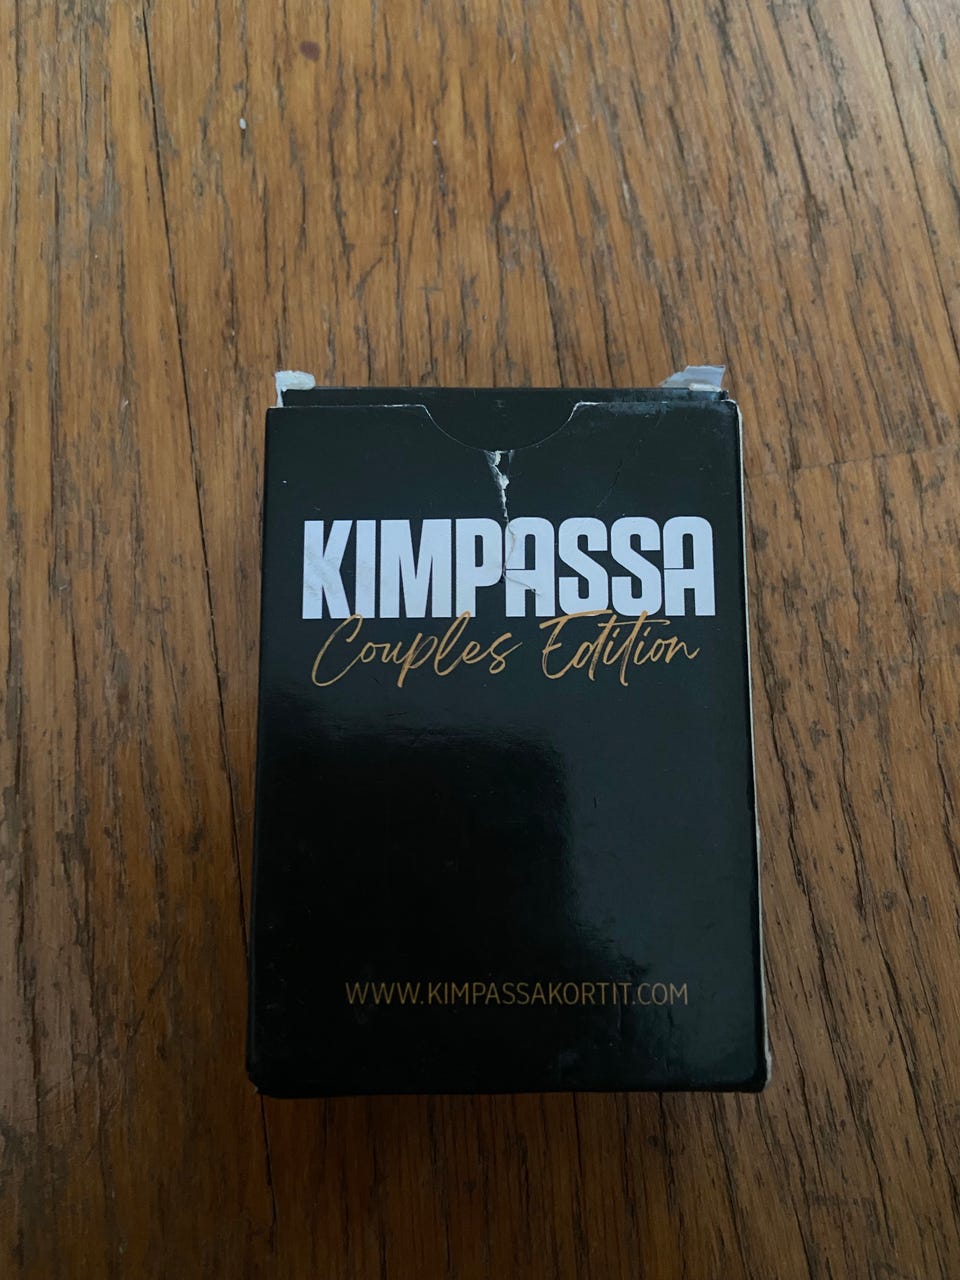 KIMPASSA
Couples Edition
WWW.KIMPASSAKORTIT.COM